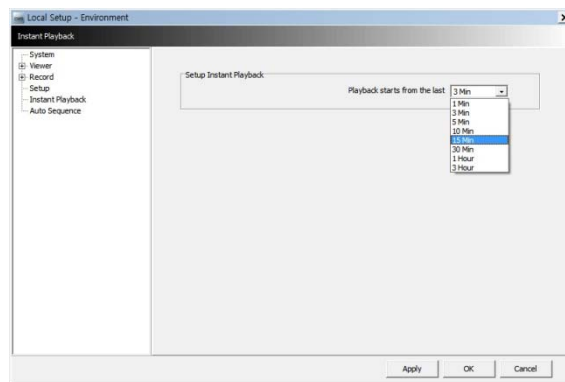 Local Setup - Environment
Instant Playback
System
Viewer
Record
Setup
Instant Playback
Auto Sequence
Setup Instant Playback
Playback starts from the last 3 Min
1 Min
3 Min
5 Min
10 Min
15 Min
30 Min
1 Hour
3 Hour
Apply OK Cancel